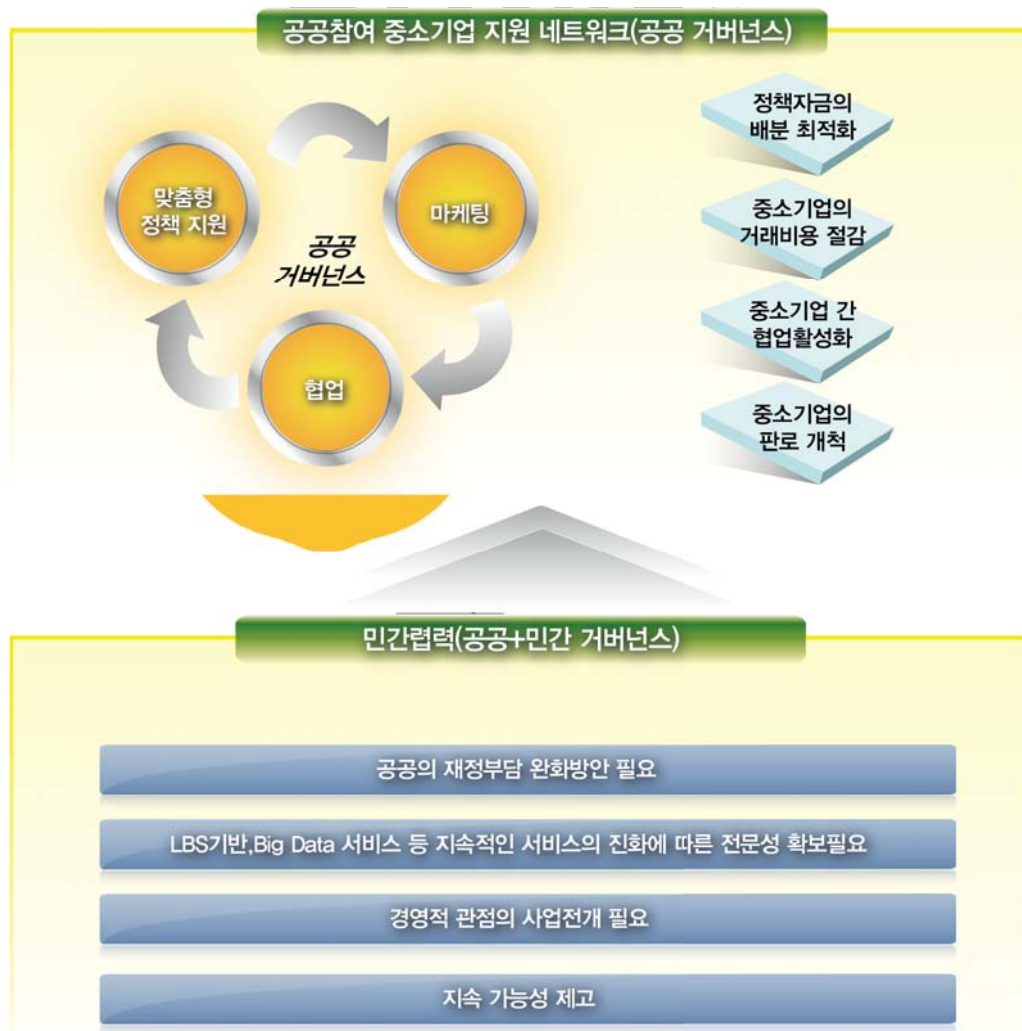 공공참여 중소기업 지원 네트워크(공공 거버넌스)
맞춤형
정책 지원
마케팅
공공
거버넌스
협업
정책자금의
배분 최적화
중소기업의
거래비용 절감
중소기업 간
협업활성화
중소기업의
판로 개척
민간렵력(공공+민간 거버넌스)
공공의 재정부담 완화방안 필요
LBS기반,Big Data 서비스 등 지속적인 서비스의 진화에 따른 전문성 확보필요
경영적 관점의 사업전개 필요
지속 가능성 제고